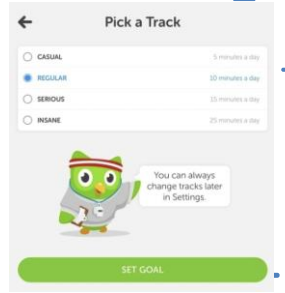 Pick a Track
CASUAL 5 minutes a day
REGULAR 10 minutes a day
SERIOUS 15 minutes a day
INSANE 25 minutes a day
You can always
change tracks later
in Settings.
SET GOAL